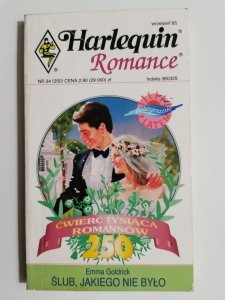 wrzesień'95
Harlequin®
Romance®
NR 34 (250) CENA 2.90 (29 000) zł
Indeks 360325
ĆWIERĆ TYSIĄCA
ROMANSÓW
250
Emma Goldrick
ŚLUB, JAKIEGO NIE BYŁO